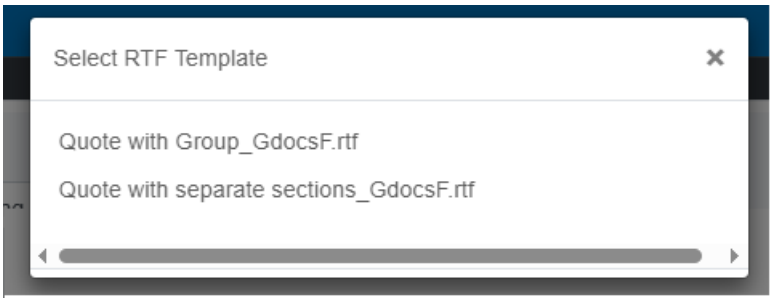 Select RTF Template
Quote with Group_GdocsF.rtf
Quote with separate sections_GdocsF.rtf